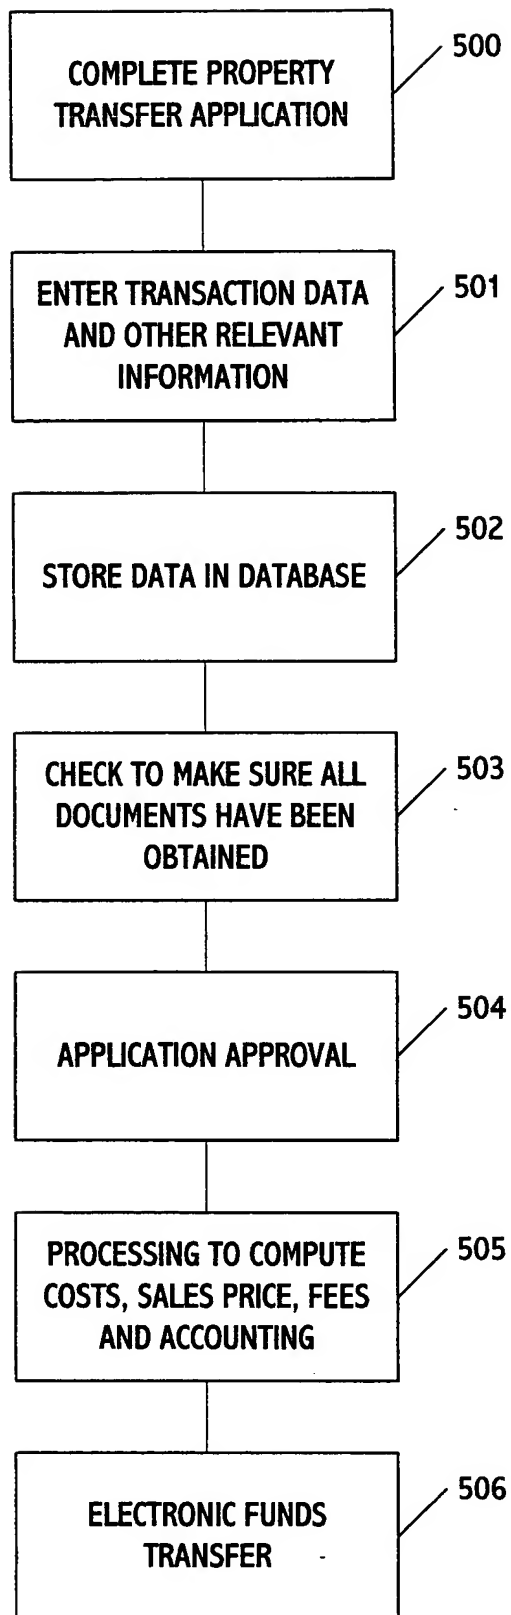 COMPLETE PROPERTY
TRANSFER APPLICATION
500
ENTER TRANSACTION DATA
AND OTHER RELEVANT
INFORMATION
501
STORE DATA IN DATABASE
502
CHECK TO MAKE SURE ALL
DOCUMENTS HAVE BEEN
OBTAINED
503
APPLICATION APPROVAL
504
PROCESSING TO COMPUTE
COSTS, SALES PRICE, FEES
AND ACCOUNTING
505
ELECTRONIC FUNDS
TRANSFER
506